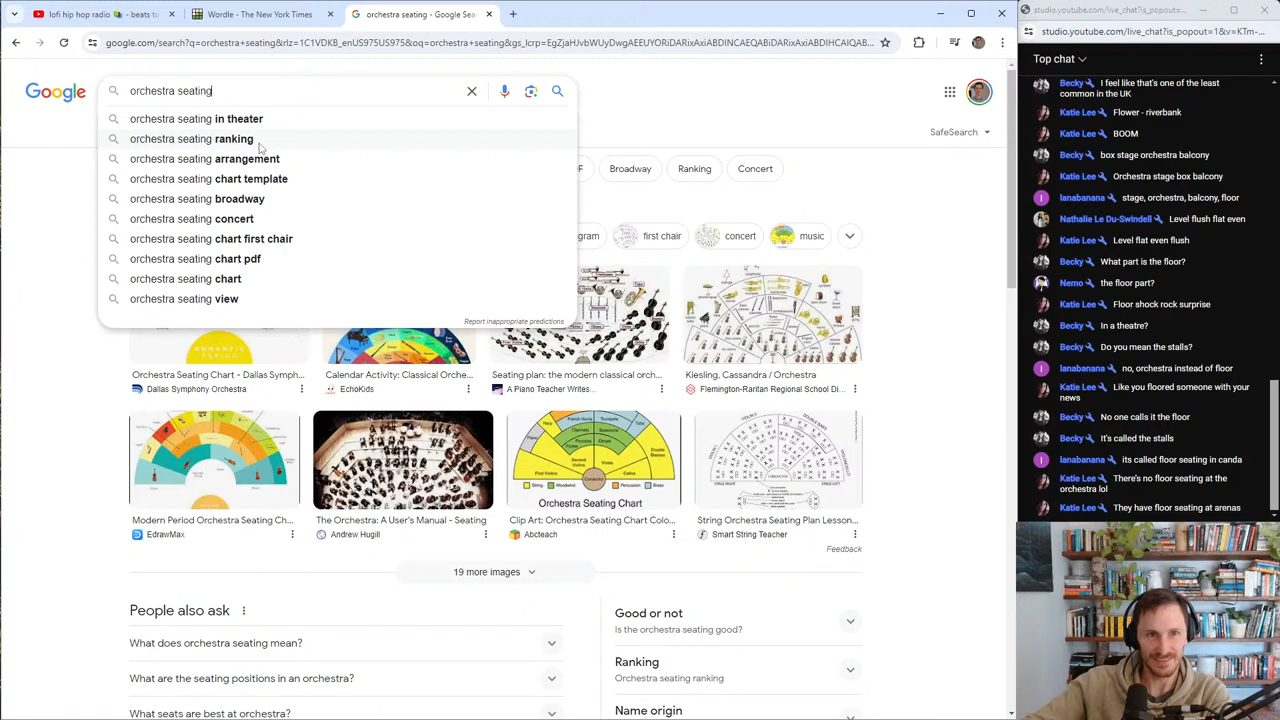 lofi hip hop radio 📚 - beats to
Wordle - The New York Times
orchestra seating - Google Sea
google.com/search?q=orchestra+seating&rlz=1C1VDKB_enUS975US975&oq=orchestra+seating&gs_lcrp=
Google
orchestra seating
orchestra seating in theater
orchestra seating ranking
orchestra seating arrangement
orchestra seating chart template
orchestra seating broadway
orchestra seating concert
orchestra seating chart first chair
orchestra seating chart pdf
orchestra seating chart
orchestra seating view
Report inappropriate predictions
SafeSearch
Broadway
Ranking
Concert
gram
first chair
concert
music
Orchestra Seating Chart - Dallas Symph...
Dallas Symphony Orchestra
Call for Activity: Classical Orchestr...
EchoKids
Seating plan: the modern classical orch...
A Piano Teacher Writes...
Kiesling, Cassandra / Orchestra
Flemington-Raritan Regional School Di...
Conductor
String
Woodwind
Percussion
Brass
Orchestra Seating Chart
Modern Period Orchestra Seating Ch...
EdrawMax
The Orchestra: A User's Manual - Seating
Andrew Hugill
Clip Art: Orchestra Seating Chart Colo...
Abcteach
String Orchestra Seating Plan Lesson...
Smart String Teacher
Feedback
19 more images
People also ask
What does orchestra seating mean?
What are the seating positions in an orchestra?
What seats are best at orchestra?
Good or not
Is the orchestra seating good?
Ranking
Orchestra seating ranking
Name origin
studio.youtube.com/live_chat?is_popout=...
studio.youtube.com/live_chat?is_popout=1&v=KTm-...
Top chat
Becky I feel like that's one of the least
common in the UK
Katie Lee Flower - riverbank
Katie Lee BOOM
Becky box stage orchestra balcony
Katie Lee Orchestra stage box balcony
lanabanana stage, orchestra, balcony, floor
Nathalie Le Du-Swindell Level flush flat even
Katie Lee Level flat even flush
Becky What part is the floor?
Nemo the floor part?
Katie Lee Floor shock rock surprise
Becky In a theatre?
Becky Do you mean the stalls?
lanabanana no, orchestra instead of floor
Katie Lee Like you floored someone with your
news
Becky No one calls it the floor
Becky It's called the stalls
lanabanana its called floor seating in canda
Katie Lee There's no floor seating at the
orchestra lol
Katie Lee They have floor seating at arenas